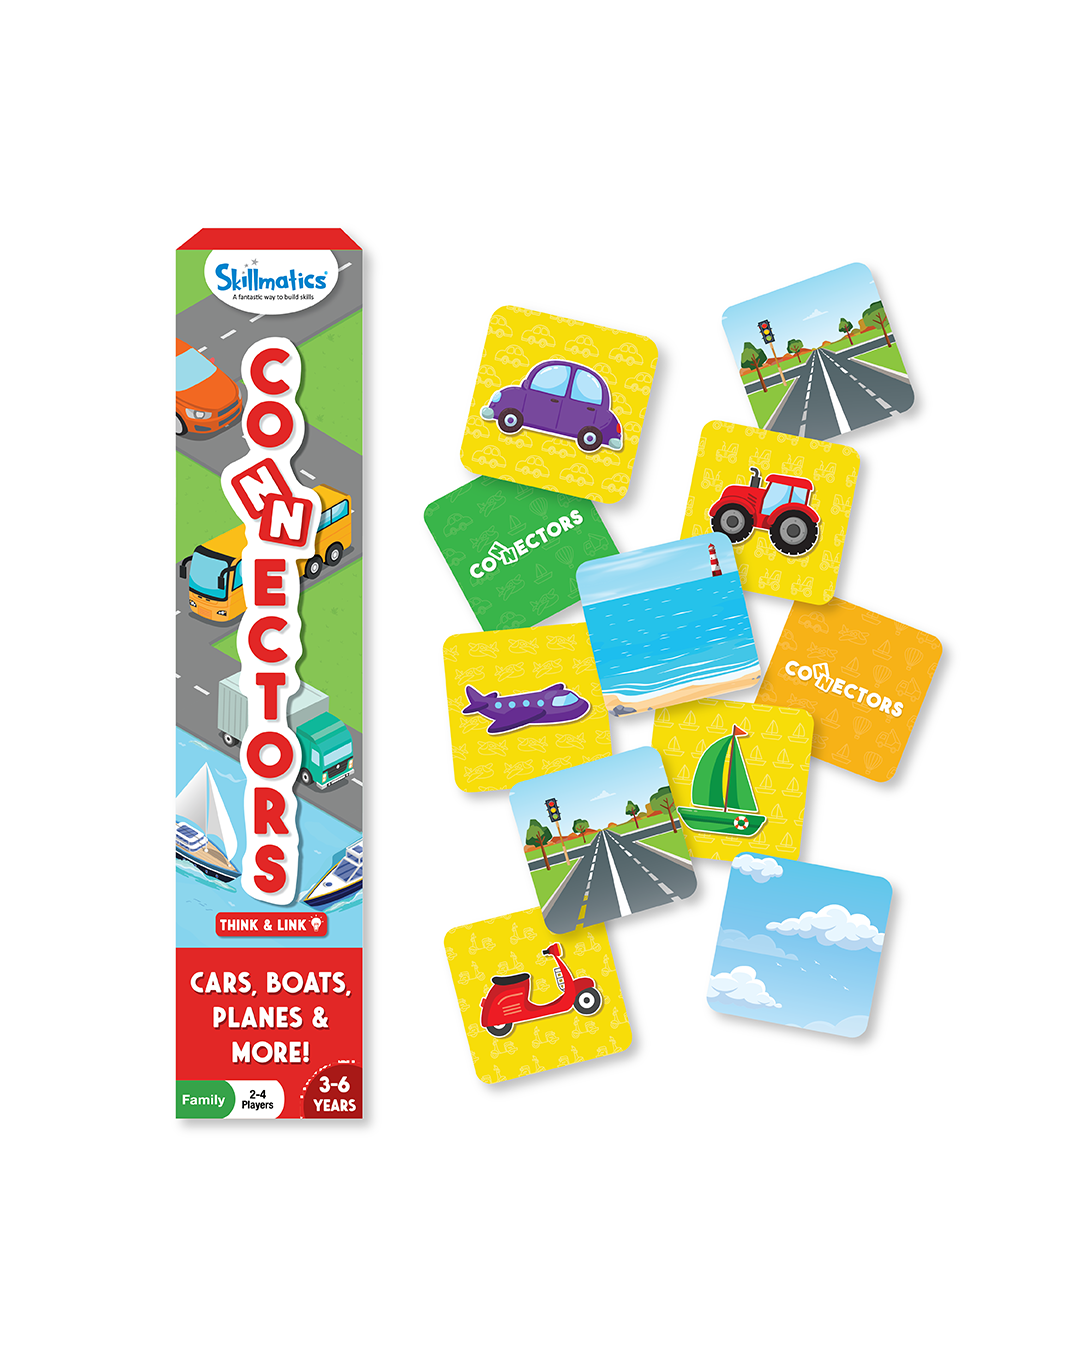 Skillmatics
A fantastic way to build skills
CONNECTORS
THINK & LINK
CARS, BOATS,
PLANES &
MORE!
Family
2-4
Players
3-6
YEARS
CONNECTORS
CONNECTORS